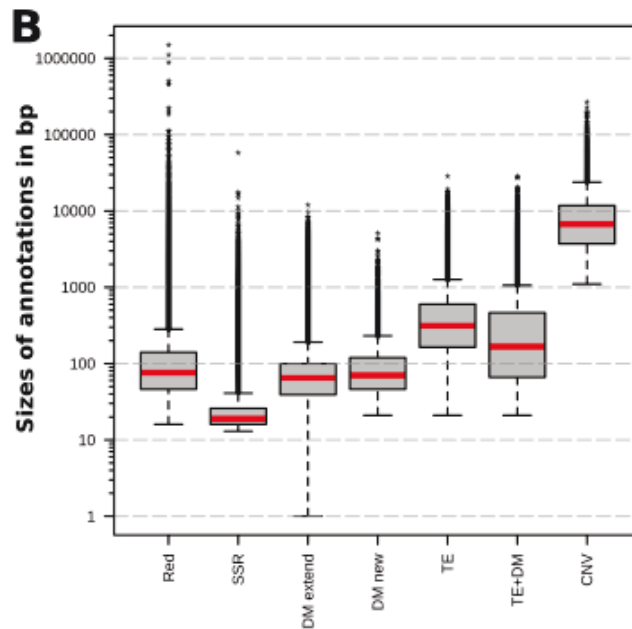 B
Sizes of annotations in bp
1000000
100000
10000
1000
100
10
1
Red
SSR
DM extend
DM new
TE
TE+DM
CNV